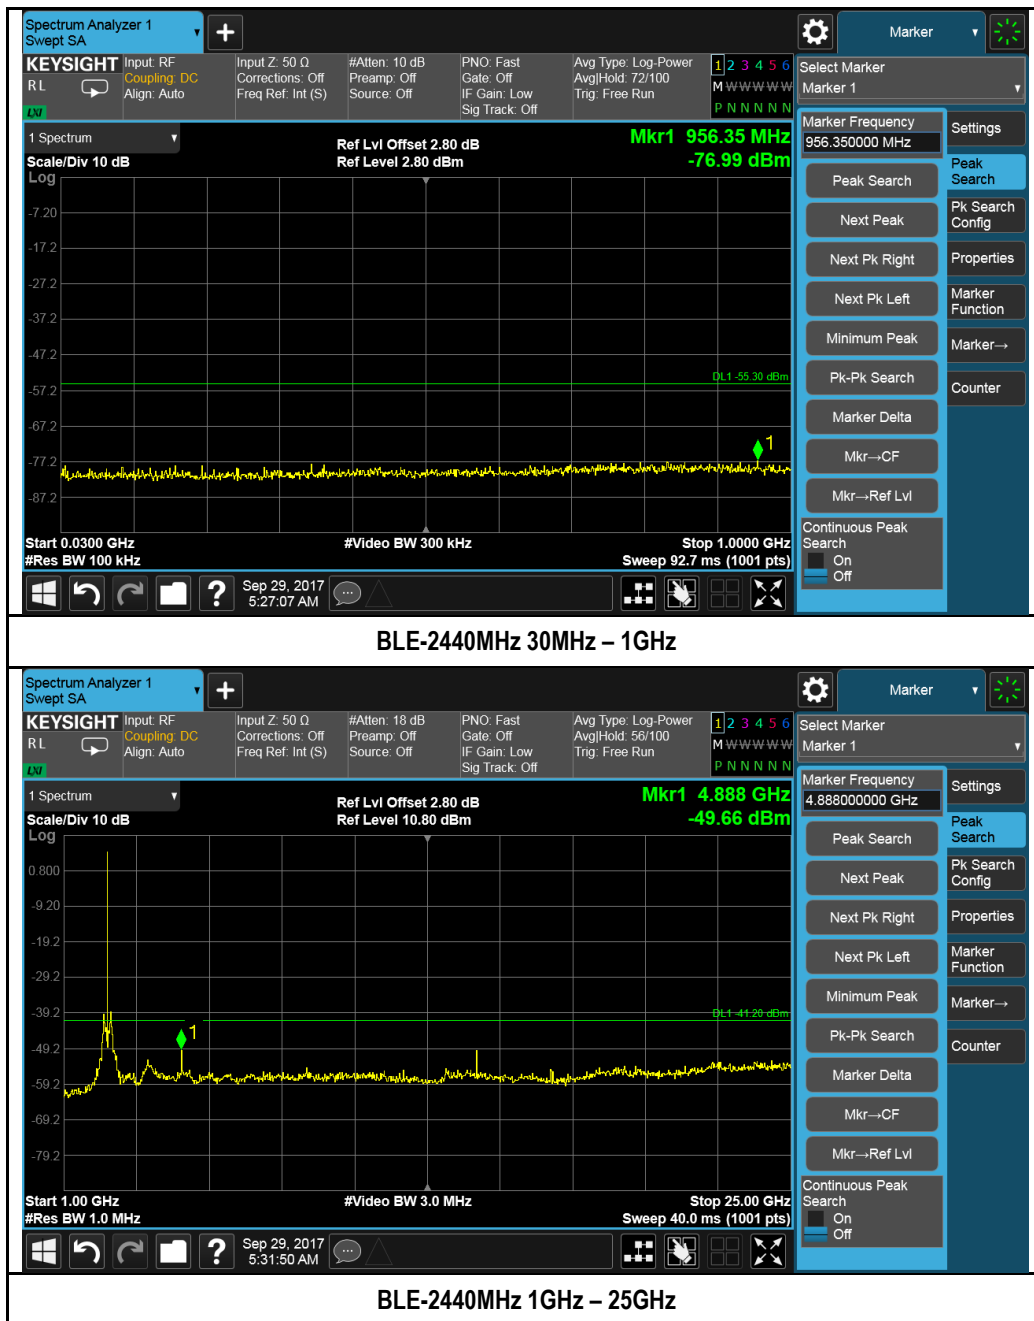 Spectrum Analyzer 1
Swept SA
+
Marker
KEYSIGHT
RL
LXI
Input: RF
Coupling: DC
Align: Auto
Input Z: 50 Ω
Corrections: Off
Freq Ref: Int (S)
#Atten: 10 dB
Preamp: Off
Source: Off
PNO: Fast
Gate: Off
IF Gain: Low
Sig Track: Off
Avg Type: Log-Power
Avg|Hold: 72/100
Trig: Free Run
1 2 3 4 5 6
M W W W W W
P N N N N N
Select Marker
Marker 1
1 Spectrum
Scale/Div 10 dB
Log
Ref Lvl Offset 2.80 dB
Ref Level 2.80 dBm
Mkr1 956.35 MHz
-76.99 dBm
-7.20
-17.2
-27.2
-37.2
-47.2
-57.2
-67.2
-77.2
-87.2
DL1 -55.30 dBm
1
Start 0.0300 GHz
#Res BW 100 kHz
#Video BW 300 kHz
Stop 1.0000 GHz
Sweep 92.7 ms (1001 pts)
Marker Frequency
956.350000 MHz
Peak Search
Next Peak
Next Pk Right
Next Pk Left
Minimum Peak
Pk-Pk Search
Marker Delta
Mkr→CF
Mkr→Ref Lvl
Continuous Peak
Search
On
Off
Settings
Peak
Search
Pk Search
Config
Properties
Marker
Function
Marker→
Counter
?
Sep 29, 2017
5:27:07 AM
BLE-2440MHz 30MHz – 1GHz
Spectrum Analyzer 1
Swept SA
+
Marker
KEYSIGHT
RL
LXI
Input: RF
Coupling: DC
Align: Auto
Input Z: 50 Ω
Corrections: Off
Freq Ref: Int (S)
#Atten: 18 dB
Preamp: Off
Source: Off
PNO: Fast
Gate: Off
IF Gain: Low
Sig Track: Off
Avg Type: Log-Power
Avg|Hold: 56/100
Trig: Free Run
1 2 3 4 5 6
M W W W W W
P N N N N N
Select Marker
Marker 1
1 Spectrum
Scale/Div 10 dB
Log
Ref Lvl Offset 2.80 dB
Ref Level 10.80 dBm
Mkr1 4.888 GHz
-49.66 dBm
0.800
-9.20
-19.2
-29.2
-39.2
-49.2
-59.2
-69.2
-79.2
DL1 -41.20 dBm
1
Start 1.00 GHz
#Res BW 1.0 MHz
#Video BW 3.0 MHz
Stop 25.00 GHz
Sweep 40.0 ms (1001 pts)
Marker Frequency
4.888000000 GHz
Peak Search
Next Peak
Next Pk Right
Next Pk Left
Minimum Peak
Pk-Pk Search
Marker Delta
Mkr→CF
Mkr→Ref Lvl
Continuous Peak
Search
On
Off
Settings
Peak
Search
Pk Search
Config
Properties
Marker
Function
Marker→
Counter
?
Sep 29, 2017
5:31:50 AM
BLE-2440MHz 1GHz – 25GHz